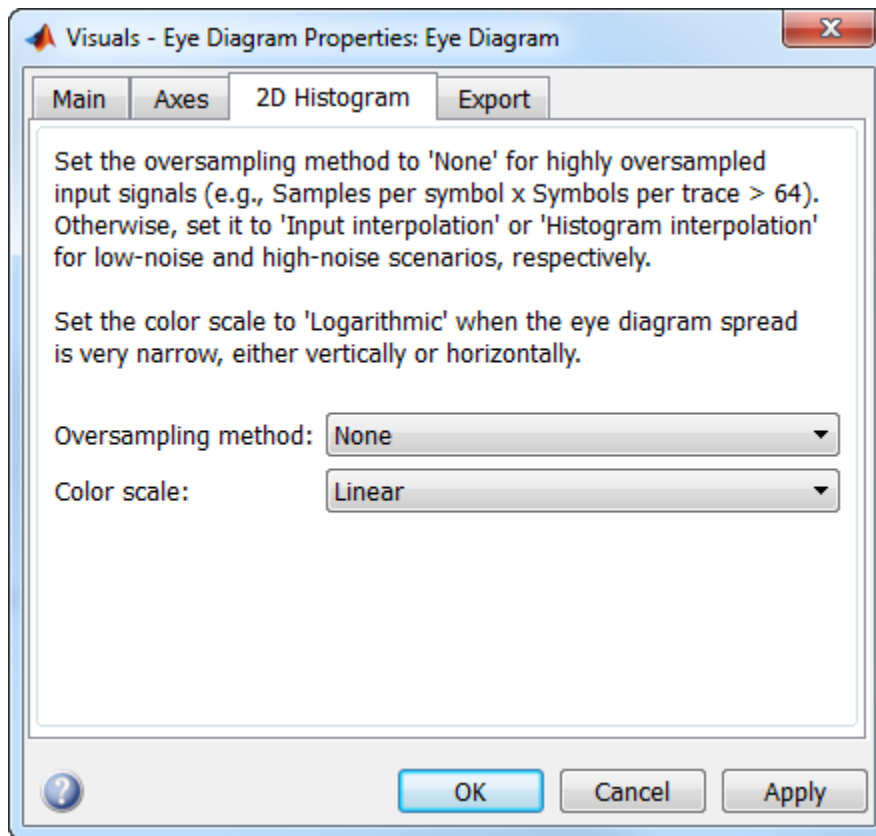 Visuals - Eye Diagram Properties: Eye Diagram
Main Axes 2D Histogram Export
Set the oversampling method to 'None' for highly oversampled
input signals (e.g., Samples per symbol x Symbols per trace > 64).
Otherwise, set it to 'Input interpolation' or 'Histogram interpolation'
for low-noise and high-noise scenarios, respectively.
Set the color scale to 'Logarithmic' when the eye diagram spread
is very narrow, either vertically or horizontally.
Oversampling method: None
Color scale: Linear
OK Cancel Apply